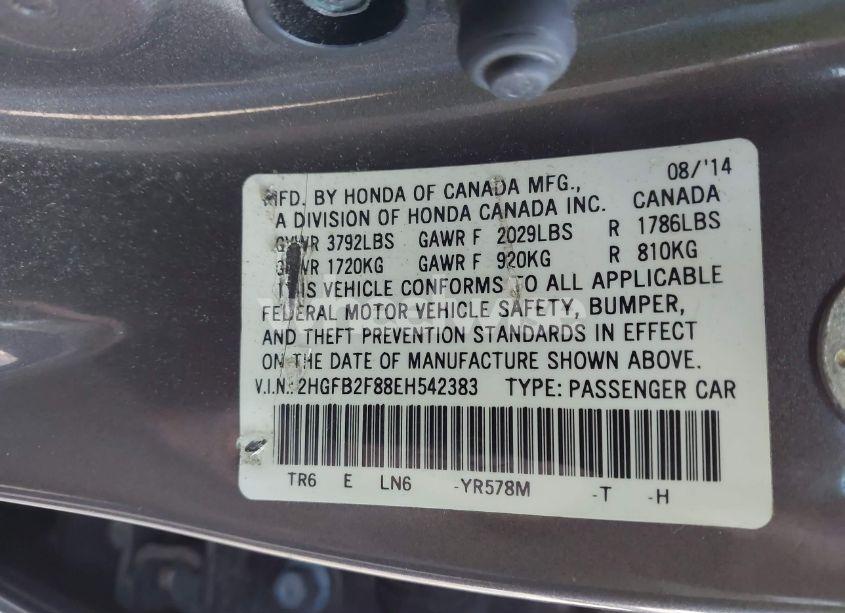 08/'14
MFD. BY HONDA OF CANADA MFG.,
A DIVISION OF HONDA CANADA INC. CANADA
GVWR 3792LBS GAWR F 2029LBS R 1786LBS
GVWR 1720KG GAWR F 920KG R 810KG
THIS VEHICLE CONFORMS TO ALL APPLICABLE
FEDERAL MOTOR VEHICLE SAFETY, BUMPER,
AND THEFT PREVENTION STANDARDS IN EFFECT
ON THE DATE OF MANUFACTURE SHOWN ABOVE.
V.I.N.: 2HGFB2F88EH542383 TYPE: PASSENGER CAR
TR6 E LN6 -YR578M -T -H